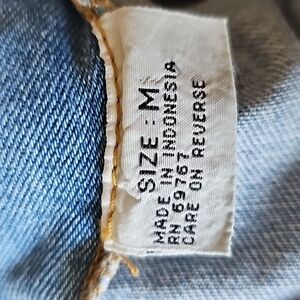 SIZE : M
MADE IN INDONESIA
RN 69767
CARE ON REVERSE